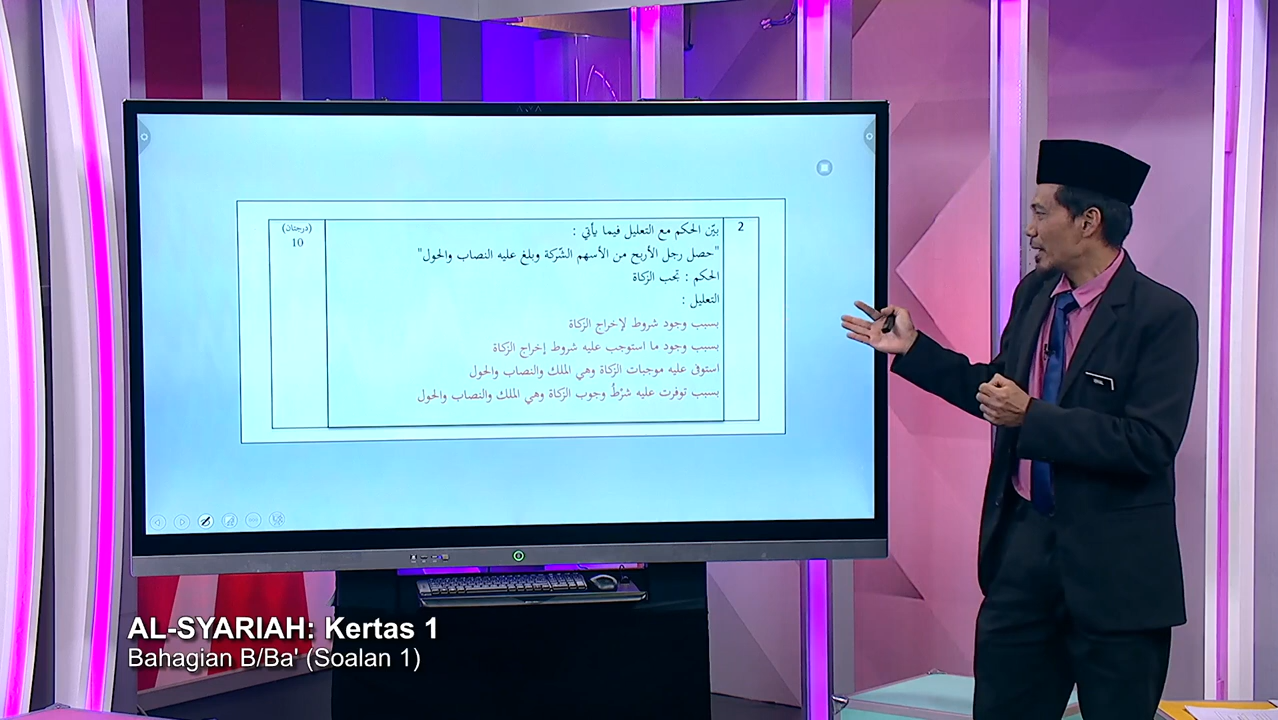 2
بيّن الحكم مع التعليل فيما يأتي :
"حصل رجل الأربح من الأسهم الشّركة وبلغ عليه النصاب والحول"
الحكم : تجب الزكاة
التعليل :
بسبب وجود شروط لإخراج الزكاة
بسبب وجود ما استوجب عليه شروط إخراج الزكاة
استوفى عليه موجبات الزكاة وهي الملك والنصاب والحول
بسبب توفرت عليه شرْطُ وجوب الزكاة وهي الملك والنصاب والحول
(درجتان)
10
AL-SYARIAH: Kertas 1
Bahagian B/Ba' (Soalan 1)